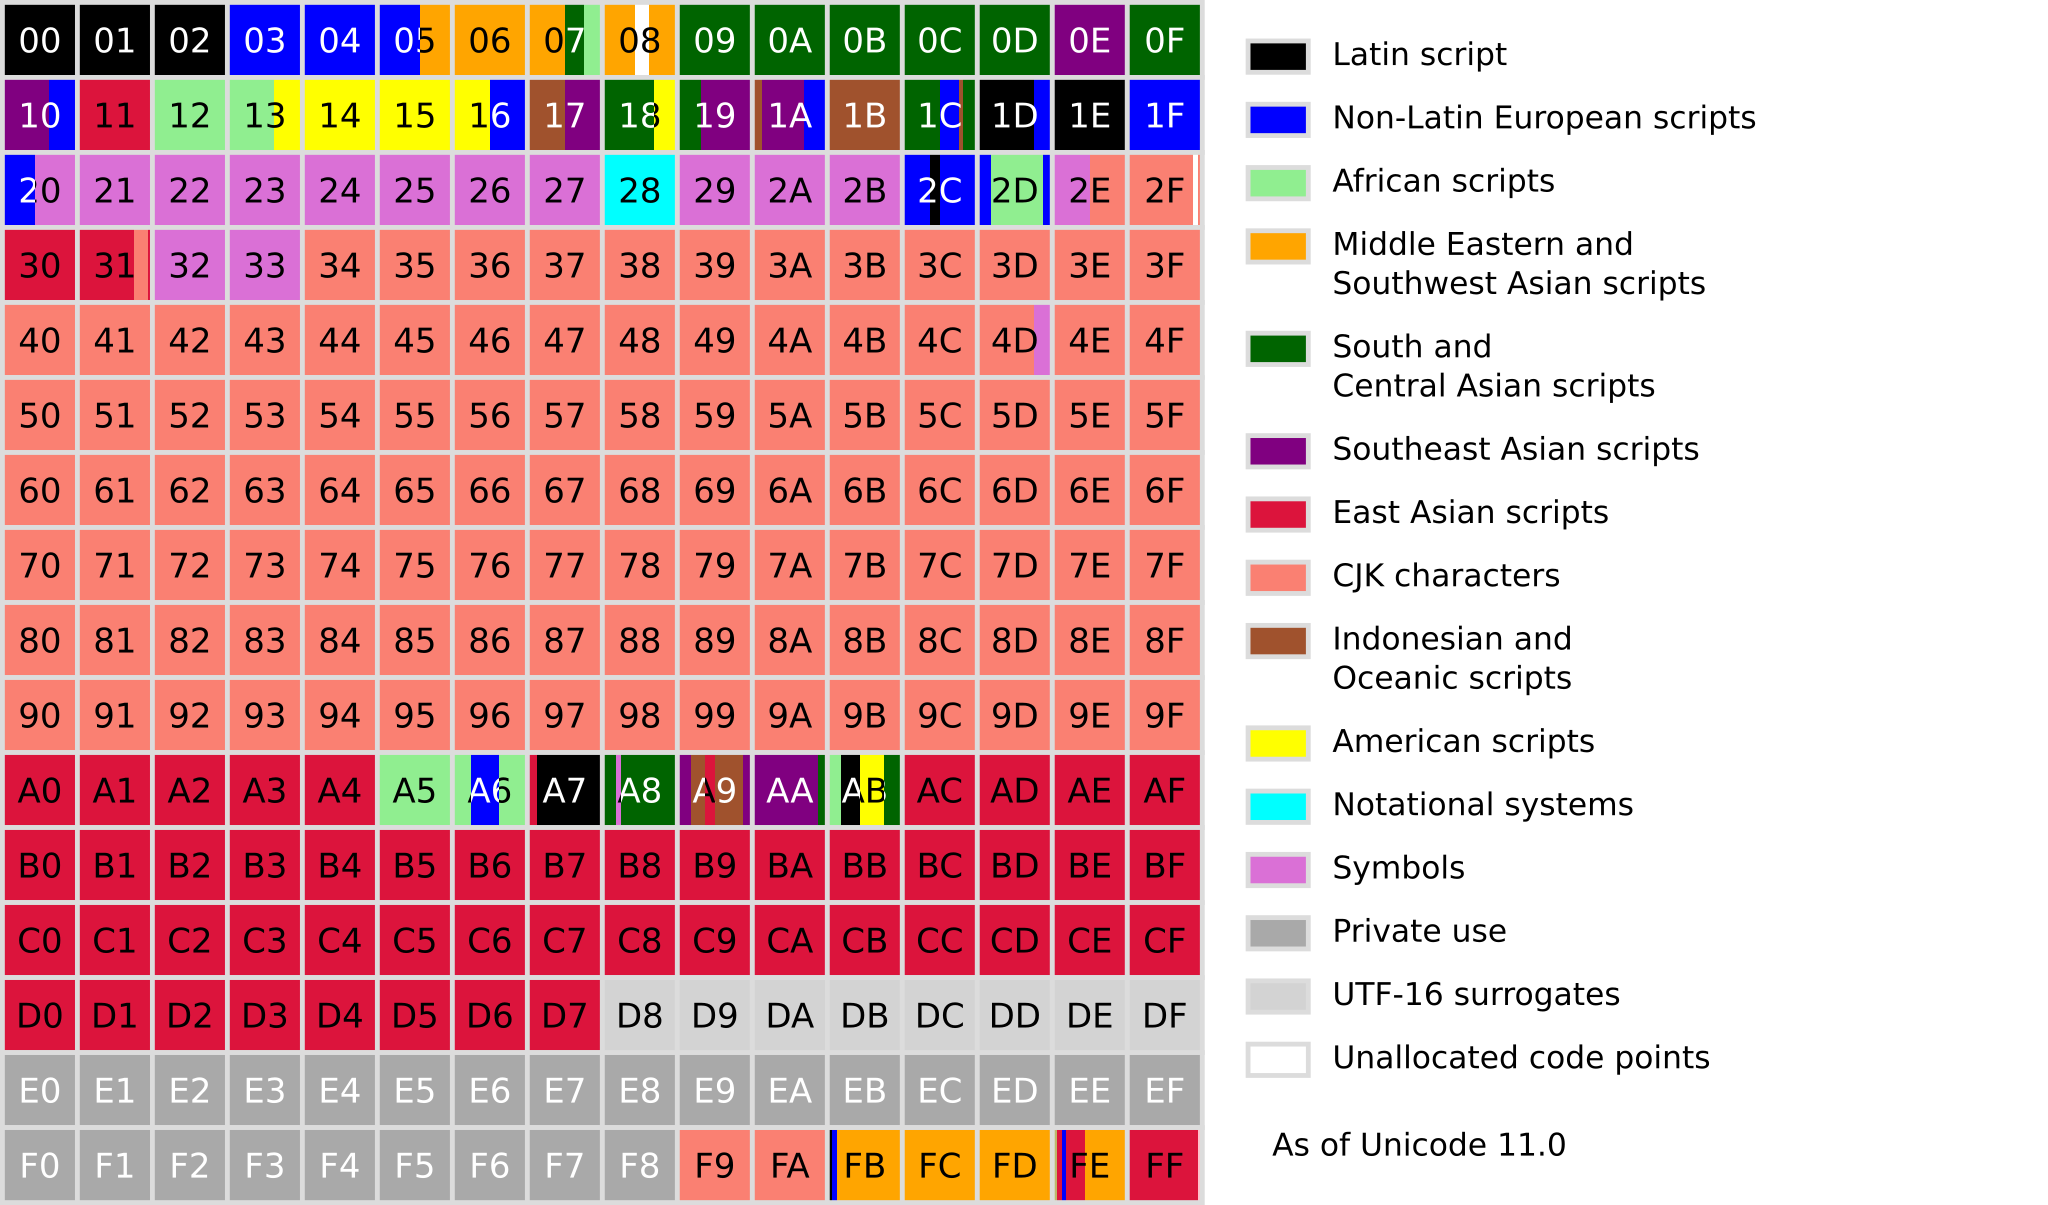 00 01 02 03 04 05 06 07 08 09 0A 0B 0C 0D 0E 0F
10 11 12 13 14 15 16 17 18 19 1A 1B 1C 1D 1E 1F
20 21 22 23 24 25 26 27 28 29 2A 2B 2C 2D 2E 2F
30 31 32 33 34 35 36 37 38 39 3A 3B 3C 3D 3E 3F
40 41 42 43 44 45 46 47 48 49 4A 4B 4C 4D 4E 4F
50 51 52 53 54 55 56 57 58 59 5A 5B 5C 5D 5E 5F
60 61 62 63 64 65 66 67 68 69 6A 6B 6C 6D 6E 6F
70 71 72 73 74 75 76 77 78 79 7A 7B 7C 7D 7E 7F
80 81 82 83 84 85 86 87 88 89 8A 8B 8C 8D 8E 8F
90 91 92 93 94 95 96 97 98 99 9A 9B 9C 9D 9E 9F
A0 A1 A2 A3 A4 A5 A6 A7 A8 A9 AA AB AC AD AE AF
B0 B1 B2 B3 B4 B5 B6 B7 B8 B9 BA BB BC BD BE BF
C0 C1 C2 C3 C4 C5 C6 C7 C8 C9 CA CB CC CD CE CF
D0 D1 D2 D3 D4 D5 D6 D7 D8 D9 DA DB DC DD DE DF
E0 E1 E2 E3 E4 E5 E6 E7 E8 E9 EA EB EC ED EE EF
F0 F1 F2 F3 F4 F5 F6 F7 F8 F9 FA FB FC FD FE FF
Latin script
Non-Latin European scripts
African scripts
Middle Eastern and
Southwest Asian scripts
South and
Central Asian scripts
Southeast Asian scripts
East Asian scripts
CJK characters
Indonesian and
Oceanic scripts
American scripts
Notational systems
Symbols
Private use
UTF-16 surrogates
Unallocated code points
As of Unicode 11.0